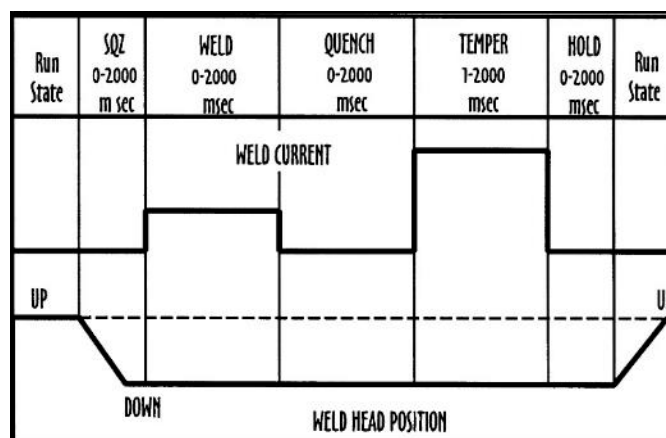 Run
State
SQZ
0-2000
m sec
WELD
0-2000
msec
QUENCH
0-2000
msec
TEMPER
1-2000
msec
HOLD
0-2000
msec
Run
State
WELD CURRENT
UP
U
DOWN
WELD HEAD POSITION